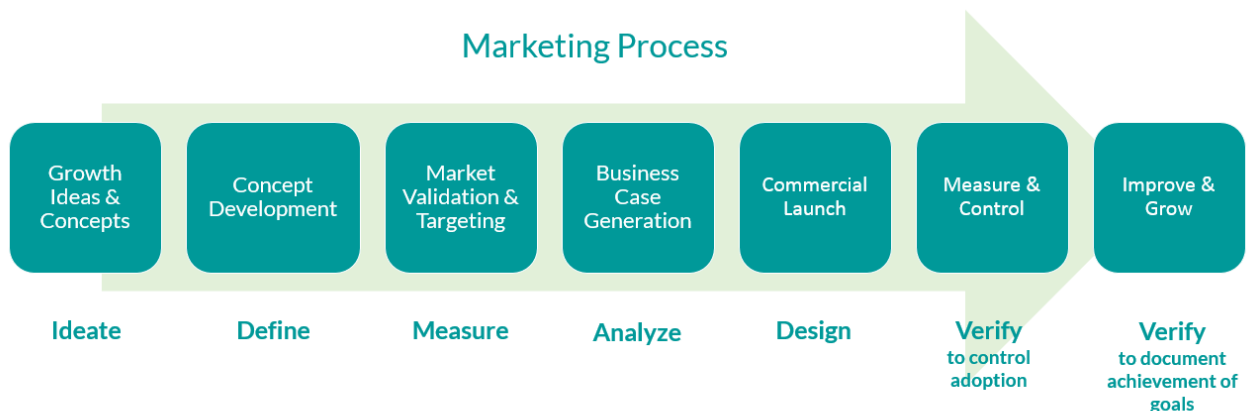 Marketing Process
Growth
Ideas &
Concepts
Concept
Development
Market
Validation &
Targeting
Business
Case
Generation
Commercial
Launch
Measure &
Control
Improve &
Grow
Ideate
Define
Measure
Analyze
Design
Verify
to control
adoption
Verify
to document
achievement of
goals